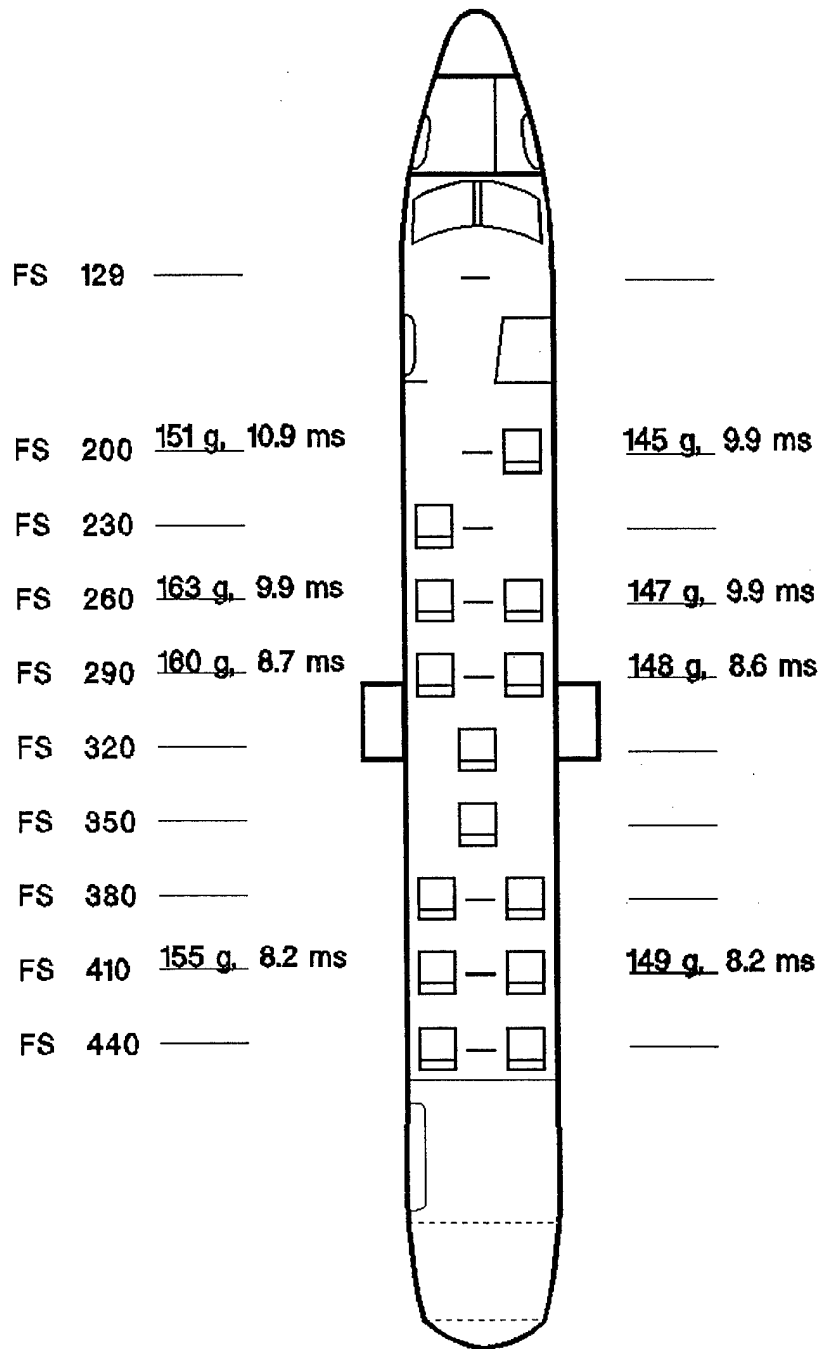 FS 129
FS 200 151 g, 10.9 ms 145 g, 9.9 ms
FS 230
FS 260 163 g, 9.9 ms 147 g, 9.9 ms
FS 290 160 g, 8.7 ms 148 g, 8.6 ms
FS 320
FS 350
FS 380
FS 410 155 g, 8.2 ms 149 g, 8.2 ms
FS 440